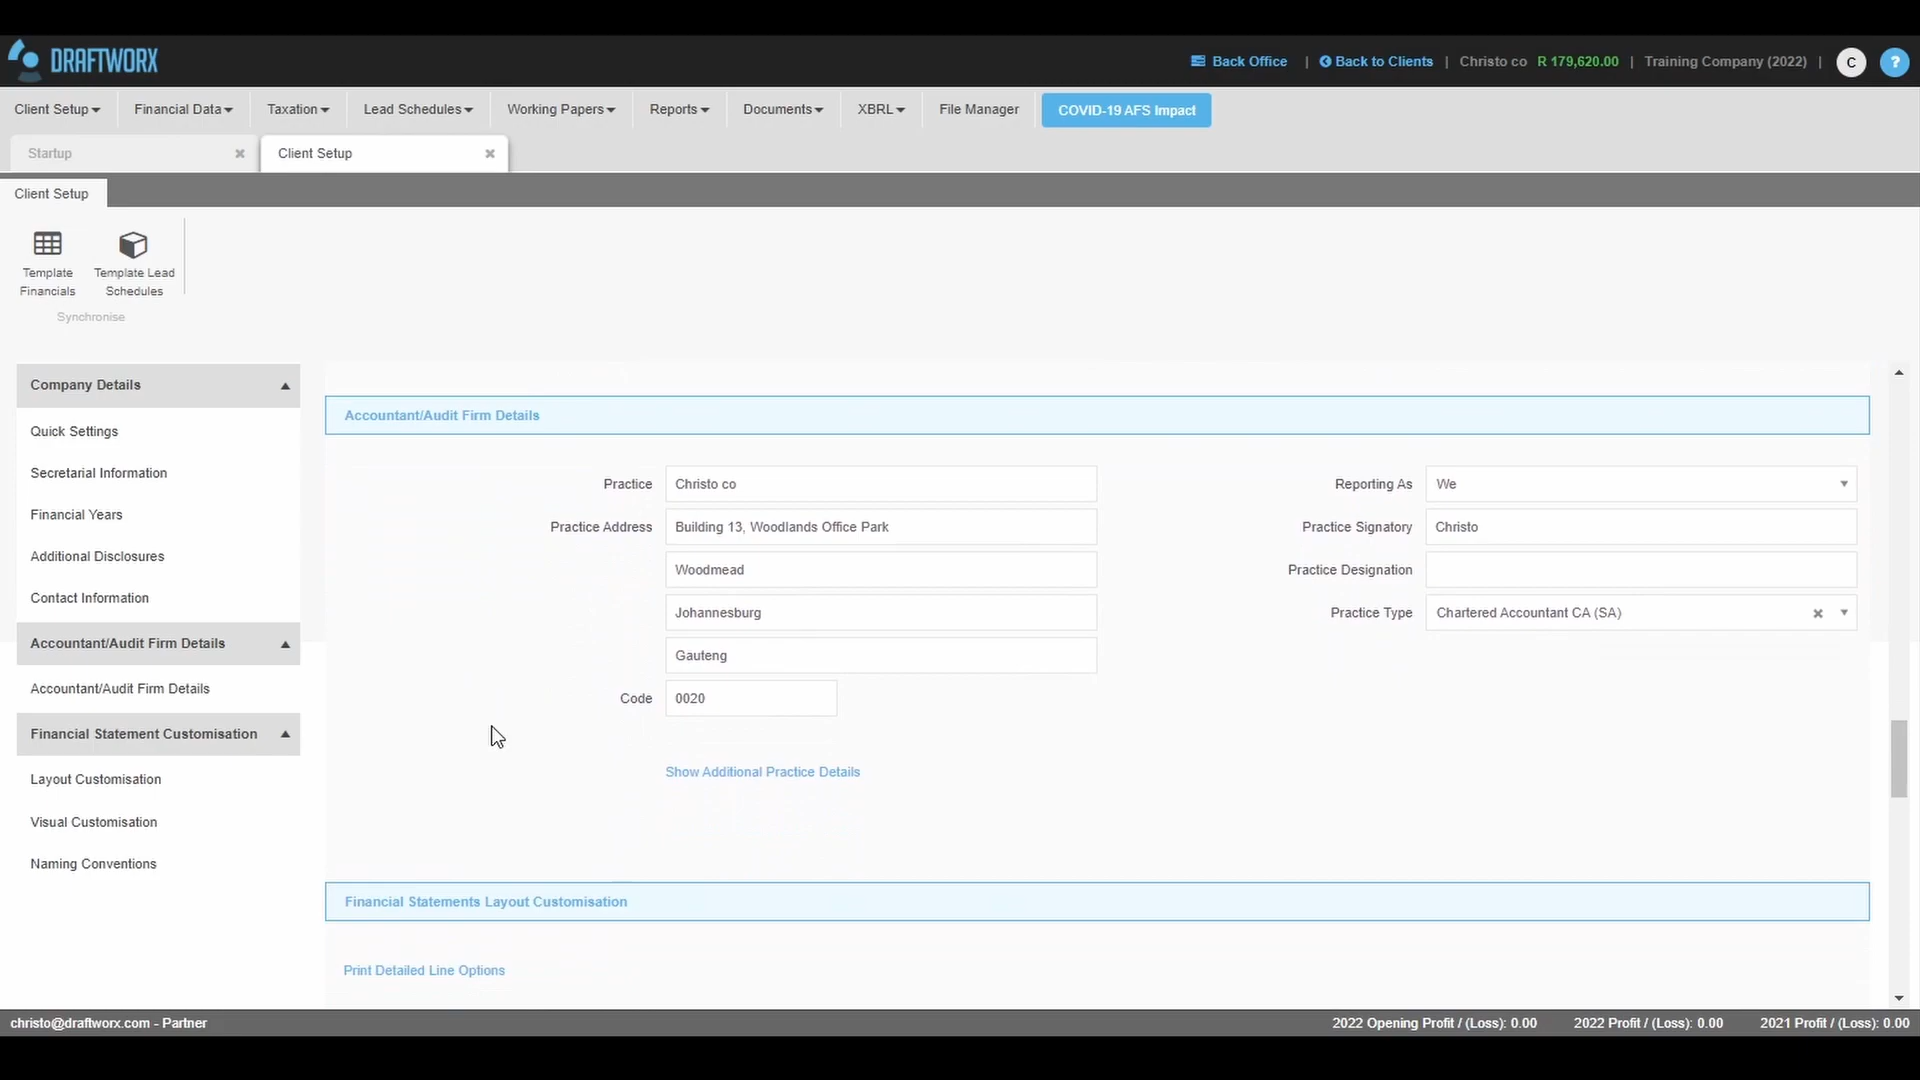 DRAFTWORX
Back Office | Back to Clients | Christo co R 179,620.00 | Training Company (2022) | C ?
Client Setup Financial Data Taxation Lead Schedules Working Papers Reports Documents XBRL File Manager COVID-19 AFS Impact
Startup Client Setup
Client Setup
Template Financials
Template Lead Schedules
Synchronise
Company Details
Quick Settings
Secretarial Information
Financial Years
Additional Disclosures
Contact Information
Accountant/Audit Firm Details
Accountant/Audit Firm Details
Financial Statement Customisation
Layout Customisation
Visual Customisation
Naming Conventions
Accountant/Audit Firm Details
Practice Christo co
Practice Address Building 13, Woodlands Office Park
Woodmead
Johannesburg
Gauteng
Code 0020
Show Additional Practice Details
Reporting As We
Practice Signatory Christo
Practice Designation
Practice Type Chartered Accountant CA (SA)
Financial Statements Layout Customisation
Print Detailed Line Options
christo@draftworx.com - Partner 2022 Opening Profit / (Loss): 0.00 2022 Profit / (Loss): 0.00 2021 Profit / (Loss): 0.00